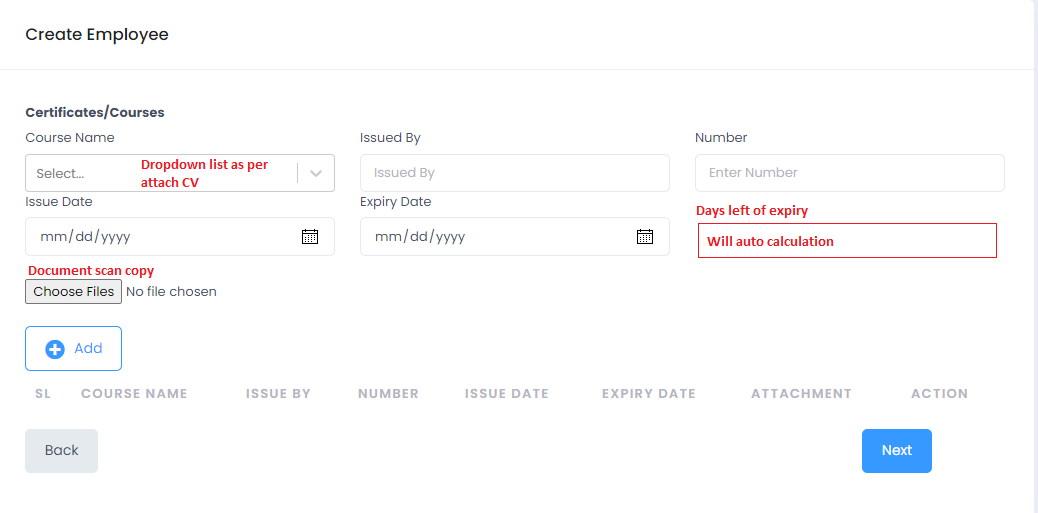 Create Employee
Certificates/Courses
Course Name
Issued By
Number
Select...
Dropdown list as per
attach CV
Issued By
Enter Number
Issue Date
Expiry Date
Days left of expiry
mm/dd/yyyy
mm/dd/yyyy
Will auto calculation
Document scan copy
Choose Files No file chosen
Add
SL COURSE NAME ISSUE BY NUMBER ISSUE DATE EXPIRY DATE ATTACHMENT ACTION
Back
Next